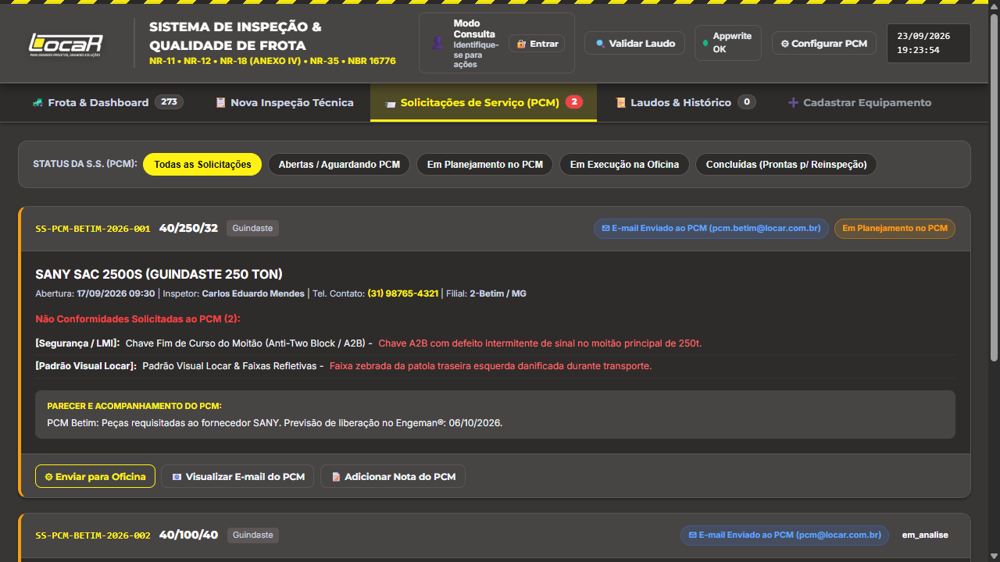 LocaR
PARA GRANDES PROJETOS, GRANDES SOLUÇÕES
SISTEMA DE INSPEÇÃO &
QUALIDADE DE FROTA
NR-11 • NR-12 • NR-18 (ANEXO IV) • NR-35 • NBR 16776
Modo
Consulta
Identifique-
se para
ações
Entrar
Validar Laudo
Appwrite
OK
Configurar PCM
23/09/2026
19:23:54
Frota & Dashboard 273
Nova Inspeção Técnica
Solicitações de Serviço (PCM) 2
Laudos & Histórico 0
Cadastrar Equipamento
STATUS DA S.S. (PCM):
Todas as Solicitações
Abertas / Aguardando PCM
Em Planejamento no PCM
Em Execução na Oficina
Concluídas (Prontas p/ Reinspeção)
SS-PCM-BETIM-2026-001 40/250/32 Guindaste
E-mail Enviado ao PCM (pcm.betim@locar.com.br)
Em Planejamento no PCM
SANY SAC 2500S (GUINDASTE 250 TON)
Abertura: 17/09/2026 09:30 | Inspetor: Carlos Eduardo Mendes | Tel. Contato: (31) 98765-4321 | Filial: 2-Betim / MG
Não Conformidades Solicitadas ao PCM (2):
[Segurança / LMI]: Chave Fim de Curso do Moitão (Anti-Two Block / A2B) - Chave A2B com defeito intermitente de sinal no moitão principal de 250t.
[Padrão Visual Locar]: Padrão Visual Locar & Faixas Refletivas - Faixa zebrada da patola traseira esquerda danificada durante transporte.
PARECER E ACOMPANHAMENTO DO PCM:
PCM Betim: Peças requisitadas ao fornecedor SANY. Previsão de liberação no Engeman®: 06/10/2026.
Enviar para Oficina
Visualizar E-mail do PCM
Adicionar Nota do PCM
SS-PCM-BETIM-2026-002 40/100/40 Guindaste
E-mail Enviado ao PCM (pcm@locar.com.br)
em_analise